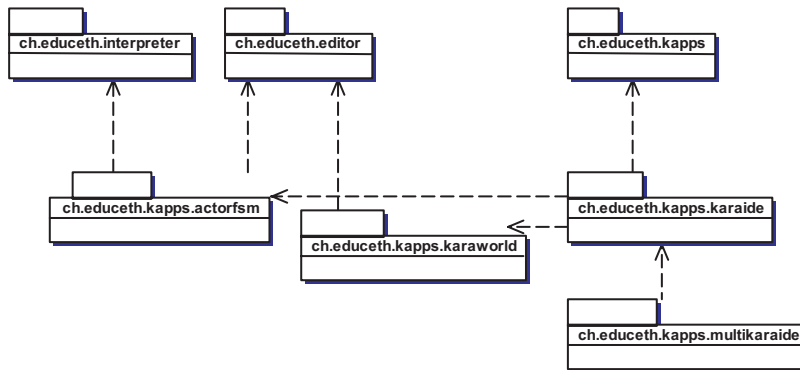 ch.educeth.interpreter
ch.educeth.editor
ch.educeth.kapps
ch.educeth.kapps.actorfsm
ch.educeth.kapps.karaide
ch.educeth.kapps.karaworld
ch.educeth.kapps.multikaraide